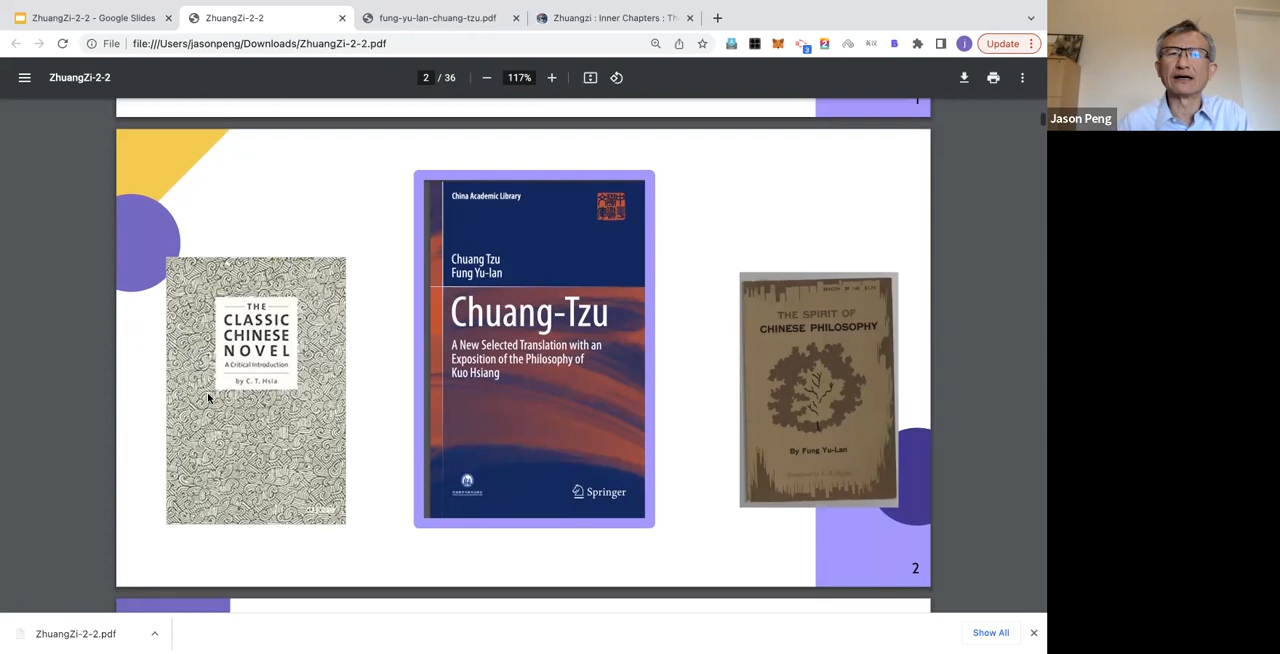 ZhuangZi-2-2 - Google Slides
ZhuangZi-2-2
fung-yu-lan-chuang-tzu.pdf
Zhuangzi : Inner Chapters : Th
File
file:///Users/jasonpeng/Downloads/ZhuangZi-2-2.pdf
Update
ZhuangZi-2-2
2 / 36
117%
Jason Peng
1
THE
CLASSIC
CHINESE
NOVEL
A Critical Introduction
by C. T. Hsia
China Academic Library
Chuang Tzu
Fung Yu-lan
Chuang-Tzu
A New Selected Translation with an
Exposition of the Philosophy of
Kuo Hsiang
Springer
THE SPIRIT OF
CHINESE PHILOSOPHY
By Fung Yu-Lan
2
ZhuangZi-2-2.pdf
Show All